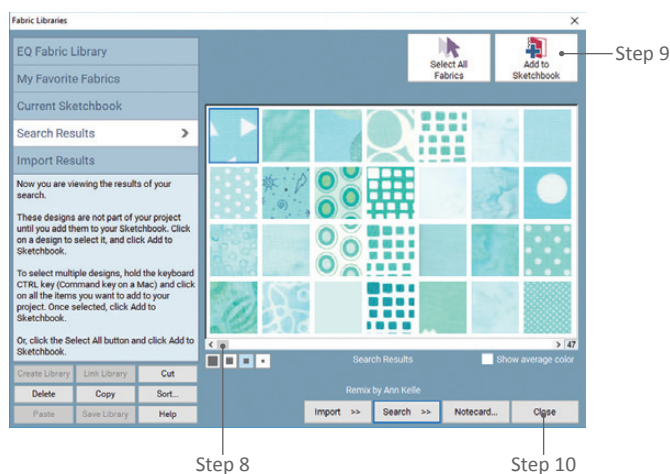 Fabric Libraries
EQ Fabric Library
My Favorite Fabrics
Current Sketchbook
Search Results
Import Results
Now you are viewing the results of your
search.
These designs are not part of your project
until you add them to your Sketchbook. Click
on a design to select it, and click Add to
Sketchbook.
To select multiple designs, hold the keyboard
CTRL key (Command key on a Mac) and click
on all the items you want to add to your
project. Once selected, click Add to
Sketchbook.
Or, click the Select All button and click Add to
Sketchbook.
Create Library Link Library Cut
Delete Copy Sort...
Paste Save Library Help
Select All
Fabrics
Add to
Sketchbook
Step 9
47
Search Results
Show average color
Remix by Ann Kelle
Import >> Search >> Notecard... Close
Step 8
Step 10